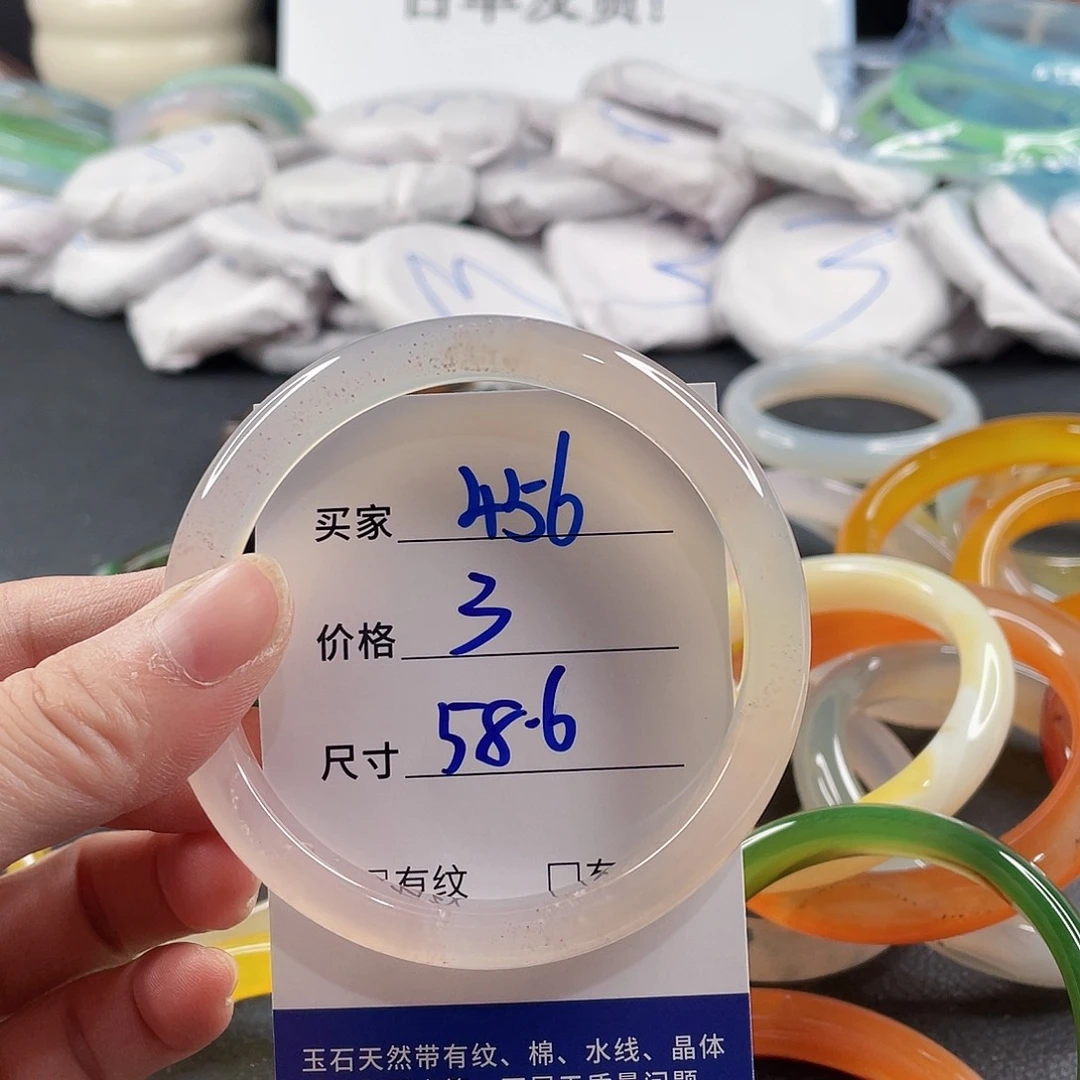 买家 456
价格 3
尺寸 58.6
有纹
玉石天然带有纹、棉、水线、晶体